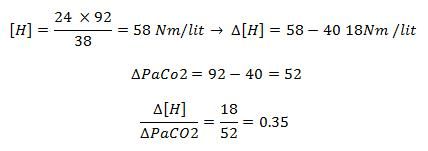 [H] = 24 × 92 / 38 = 58 Nm/lit → Δ[H] = 58 − 40 18Nm /lit
ΔPaCo2 = 92 − 40 = 52
Δ[H] / ΔPaCO2 = 18 / 52 = 0.35